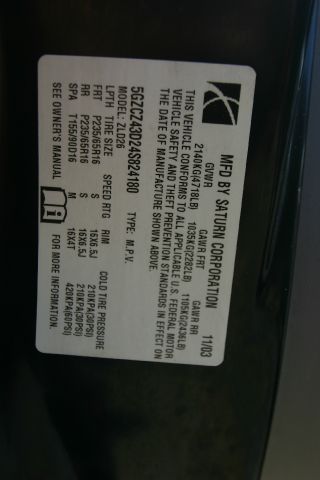 MFD BY SATURN CORPORATION 11/03
GVWR GAWR FRT GAWR RR
2140KG(4718LB) 1035KG(2282LB) 1105KG(2436LB)
THIS VEHICLE CONFORMS TO ALL APPLICABLE U.S. FEDERAL MOTOR
VEHICLE SAFETY AND THEFT PREVENTION STANDARDS IN EFFECT ON
THE DATE OF MANUFACTURE SHOWN ABOVE.
5GZCZ43D24S824180 TYPE: M.P.V.
MODEL: ZLD26
LPTH TIRE SIZE SPEED RTG RIM COLD TIRE PRESSURE
FRT P235/65R16 S 16X6.5J 210KPA(30PSI)
RR P235/65R16 S 16X6.5J 210KPA(30PSI)
SPA T155/90D16 M 16X4T 420KPA(60PSI)
SEE OWNER'S MANUAL FOR MORE INFORMATION